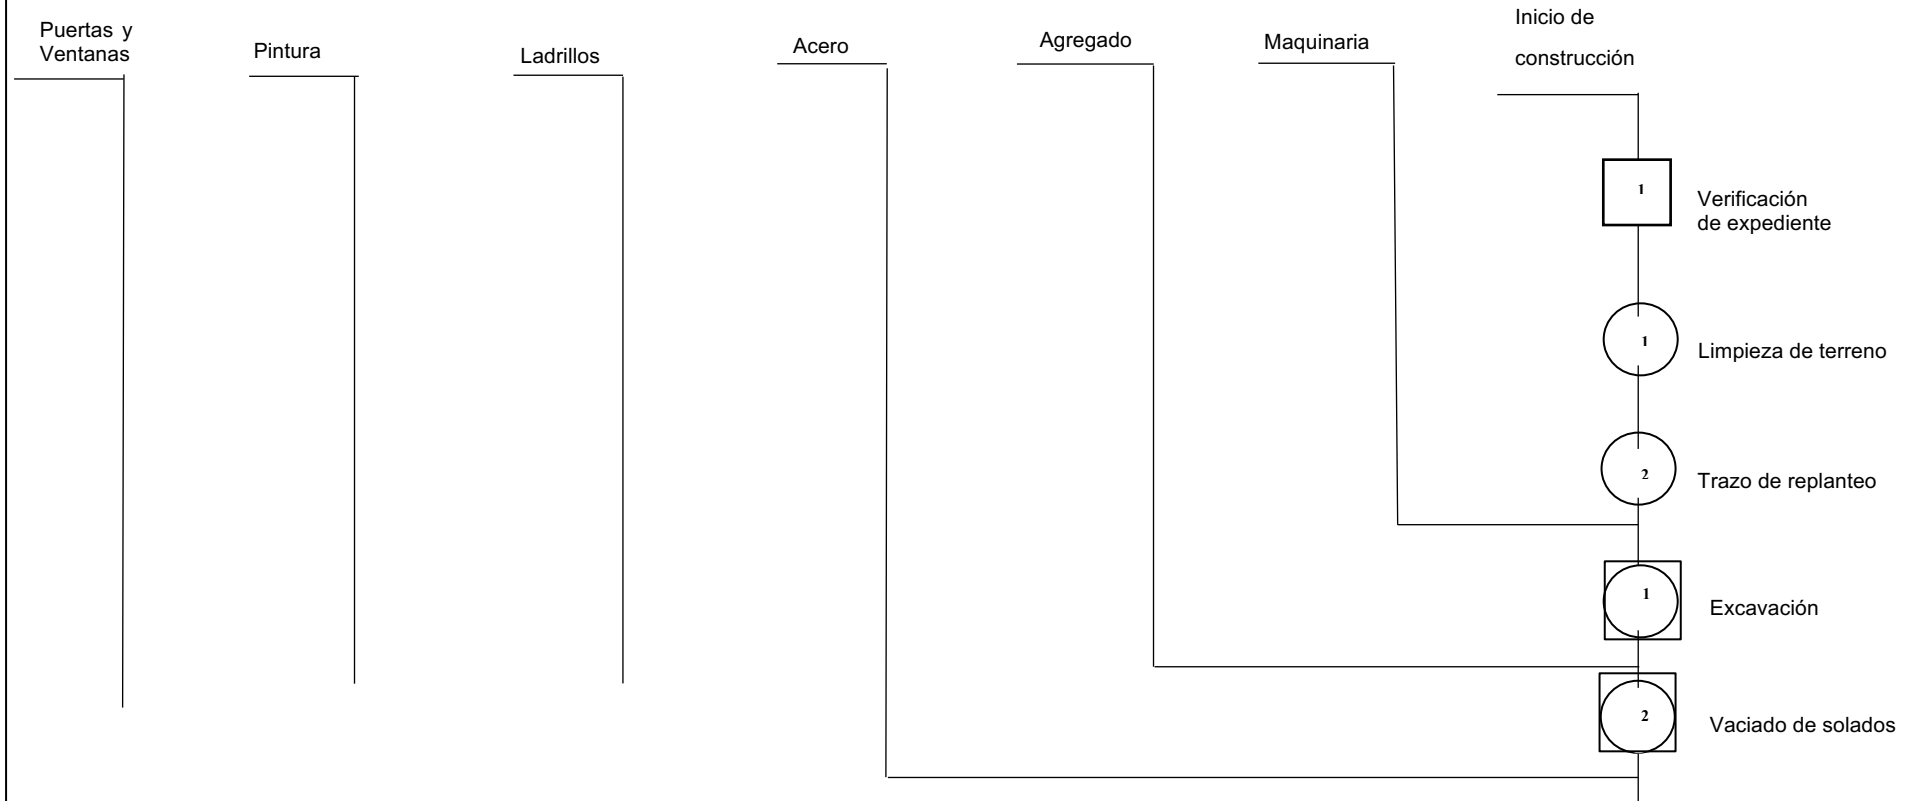 Puertas y
Ventanas
Pintura
Ladrillos
Acero
Agregado
Maquinaria
Inicio de
construcción
1
Verificación
de expediente
1
Limpieza de terreno
2
Trazo de replanteo
1
Excavación
2
Vaciado de solados